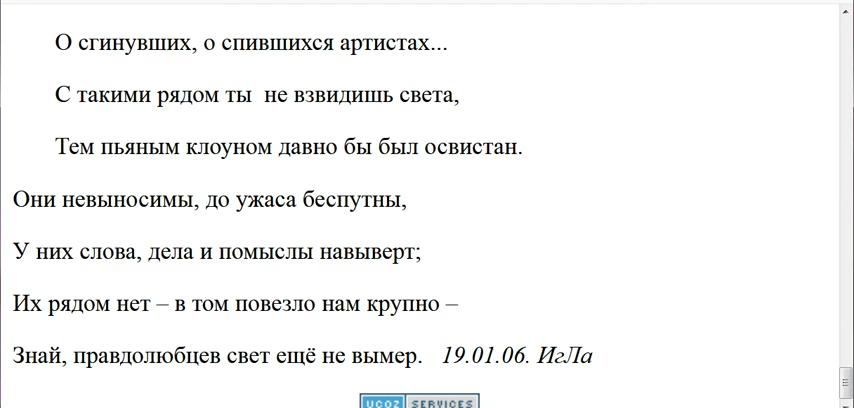 О сгинувших, о спившихся артистах...
С такими рядом ты  не взвидишь света,
Тем пьяным клоуном давно бы был освистан.
Они невыносимы, до ужаса беспутны,
У них слова, дела и помыслы навыверт;
Их рядом нет – в том повезло нам крупно –
Знай, правдолюбцев свет ещё не вымер.   19.01.06. ИгЛа
UCOZ SERVICES